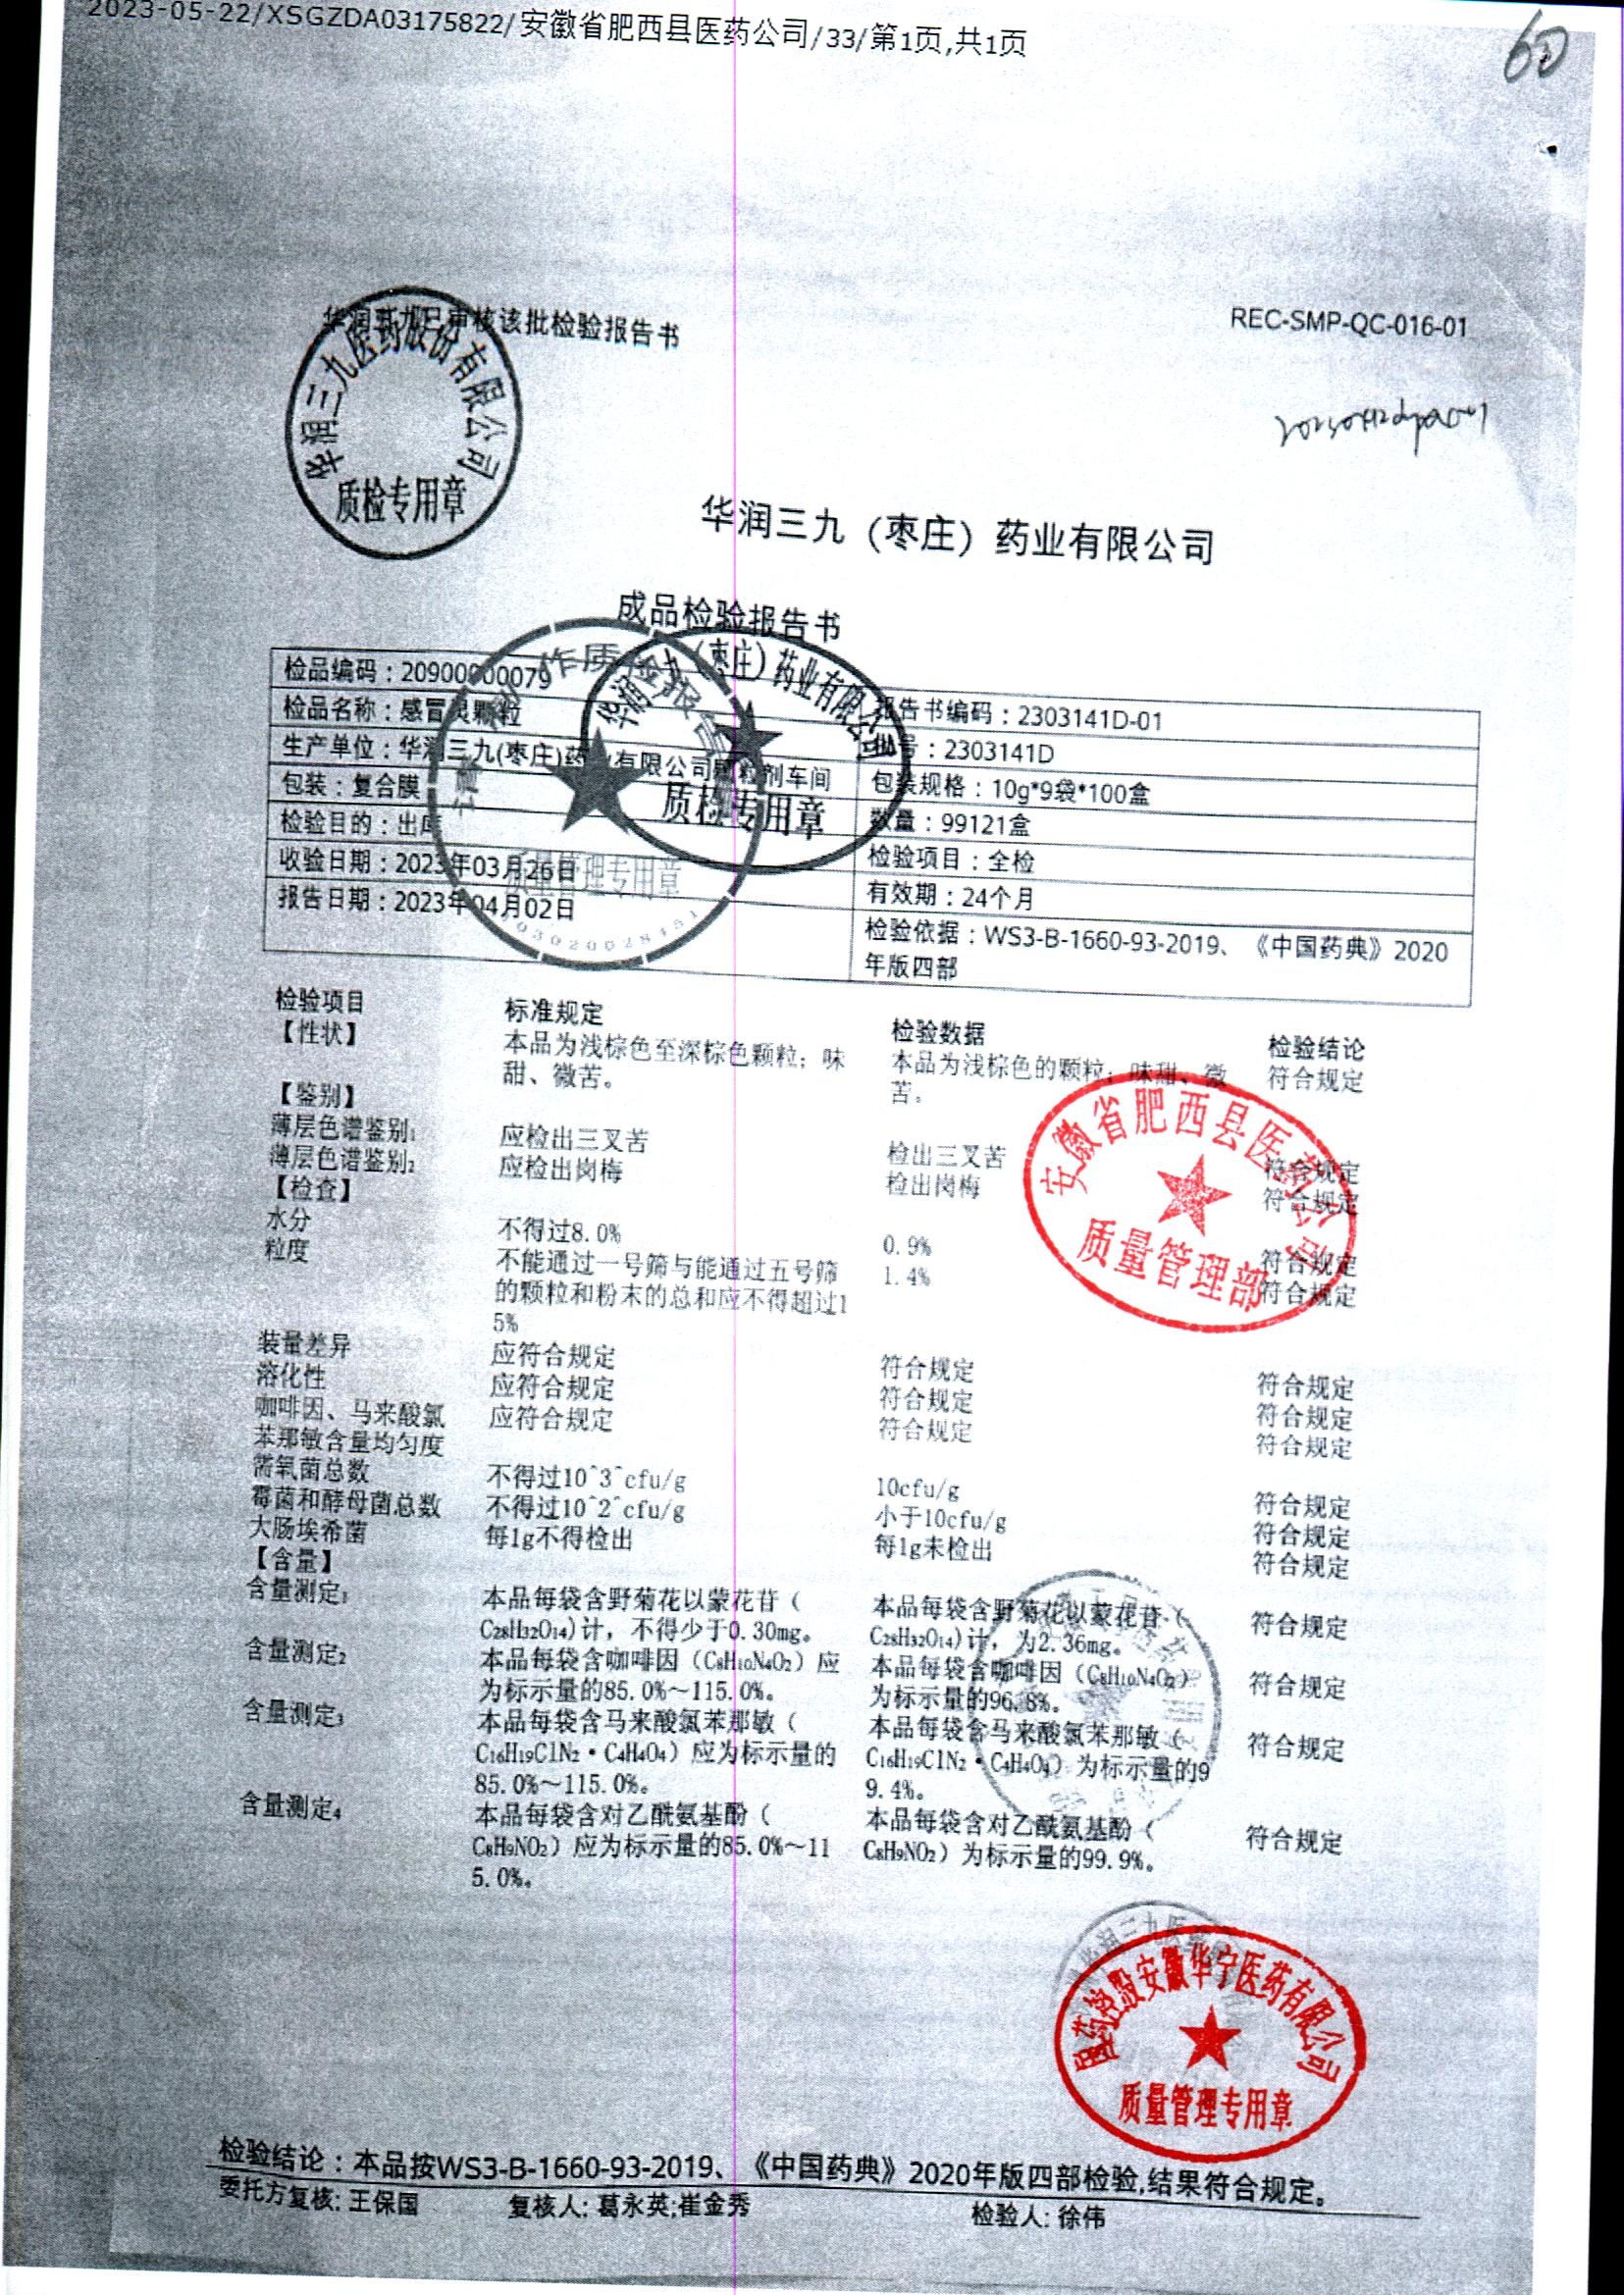 2023-05-22/XSGZDA03175822/安徽省肥西县医药公司/33/第1页,共1页
60
华润三九已审核该批检验报告书
REC-SMP-QC-016-01
华润三九医药股份有限公司
质检专用章
华润三九（枣庄）药业有限公司
成品检验报告书
华润三九（枣庄）药业有限公司
质检专用章
质量管理专用章
检品编码：20900000079
检品名称：感冒灵颗粒
报告书编码：2303141D-01
生产单位：华润三九(枣庄)药业有限公司颗粒剂车间
批号：2303141D
包装：复合膜
包装规格：10g*9袋*100盒
检验目的：出库
数量：99121盒
收验日期：2023年03月26日
检验项目：全检
报告日期：2023年04月02日
有效期：24个月
检验依据：WS3-B-1660-93-2019、《中国药典》2020
年版四部
检验项目 标准规定 检验数据 检验结论
【性状】 本品为浅棕色至深棕色颗粒；味 本品为浅棕色的颗粒；味甜、微 符合规定
甜、微苦。 苦。
【鉴别】
薄层色谱鉴别1 应检出三叉苦 检出三叉苦 符合规定
薄层色谱鉴别2 应检出岗梅 检出岗梅 符合规定
【检查】
水分 不得过8.0% 0.9% 符合规定
粒度 不能通过一号筛与能通过五号筛 1.4% 符合规定
的颗粒和粉末的总和应不得超过1
5%
装量差异 应符合规定 符合规定 符合规定
溶化性 应符合规定 符合规定 符合规定
咖啡因、马来酸氯 应符合规定 符合规定 符合规定
苯那敏含量均匀度
需氧菌总数 不得过10^3^cfu/g 10cfu/g 符合规定
霉菌和酵母菌总数 不得过10^2^cfu/g 小于10cfu/g 符合规定
大肠埃希菌 每1g不得检出 每1g未检出 符合规定
【含量】
含量测定1 本品每袋含野菊花以蒙花苷（ 本品每袋含野菊花以蒙花苷（ 符合规定
C28H32O14)计，不得少于0.30mg。 C28H32O14)计，为2.36mg。
含量测定2 本品每袋含咖啡因（C8H10N4O2）应 本品每袋含咖啡因（C8H10N4O2） 符合规定
为标示量的85.0%～115.0%。 为标示量的96.8%。
含量测定3 本品每袋含马来酸氯苯那敏（ 本品每袋含马来酸氯苯那敏（ 符合规定
C16H19ClN2·C4H4O4）应为标示量的 C16H19ClN2·C4H4O4）为标示量的9
85.0%～115.0%。 9.4%。
含量测定4 本品每袋含对乙酰氨基酚（ 本品每袋含对乙酰氨基酚（ 符合规定
C8H9NO2）应为标示量的85.0%～11 C8H9NO2）为标示量的99.9%。
5.0%。
安徽省肥西县医药公司
质量管理部
国药控股安徽华宁医药有限公司
质量管理专用章
检验结论：本品按WS3-B-1660-93-2019、《中国药典》2020年版四部检验,结果符合规定。
委托方复核: 王保国 复核人: 葛永英;崔金秀 检验人: 徐伟